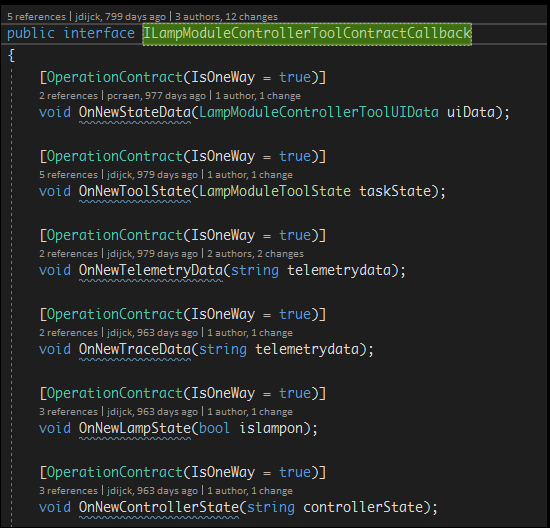 5 references | jdijck, 799 days ago | 3 authors, 12 changes
public interface ILampModuleControllerToolContractCallback
{
[OperationContract(IsOneWay = true)]
2 references | pcraen, 977 days ago | 1 author, 1 change
void OnNewStateData(LampModuleControllerToolUIData uiData);
[OperationContract(IsOneWay = true)]
5 references | jdijck, 979 days ago | 1 author, 1 change
void OnNewToolState(LampModuleToolState taskState);
[OperationContract(IsOneWay = true)]
2 references | jdijck, 979 days ago | 2 authors, 2 changes
void OnNewTelemetryData(string telemetrydata);
[OperationContract(IsOneWay = true)]
2 references | jdijck, 963 days ago | 1 author, 1 change
void OnNewTraceData(string telemetrydata);
[OperationContract(IsOneWay = true)]
3 references | jdijck, 963 days ago | 1 author, 1 change
void OnNewLampState(bool islampon);
[OperationContract(IsOneWay = true)]
3 references | jdijck, 963 days ago | 1 author, 1 change
void OnNewControllerState(string controllerState);